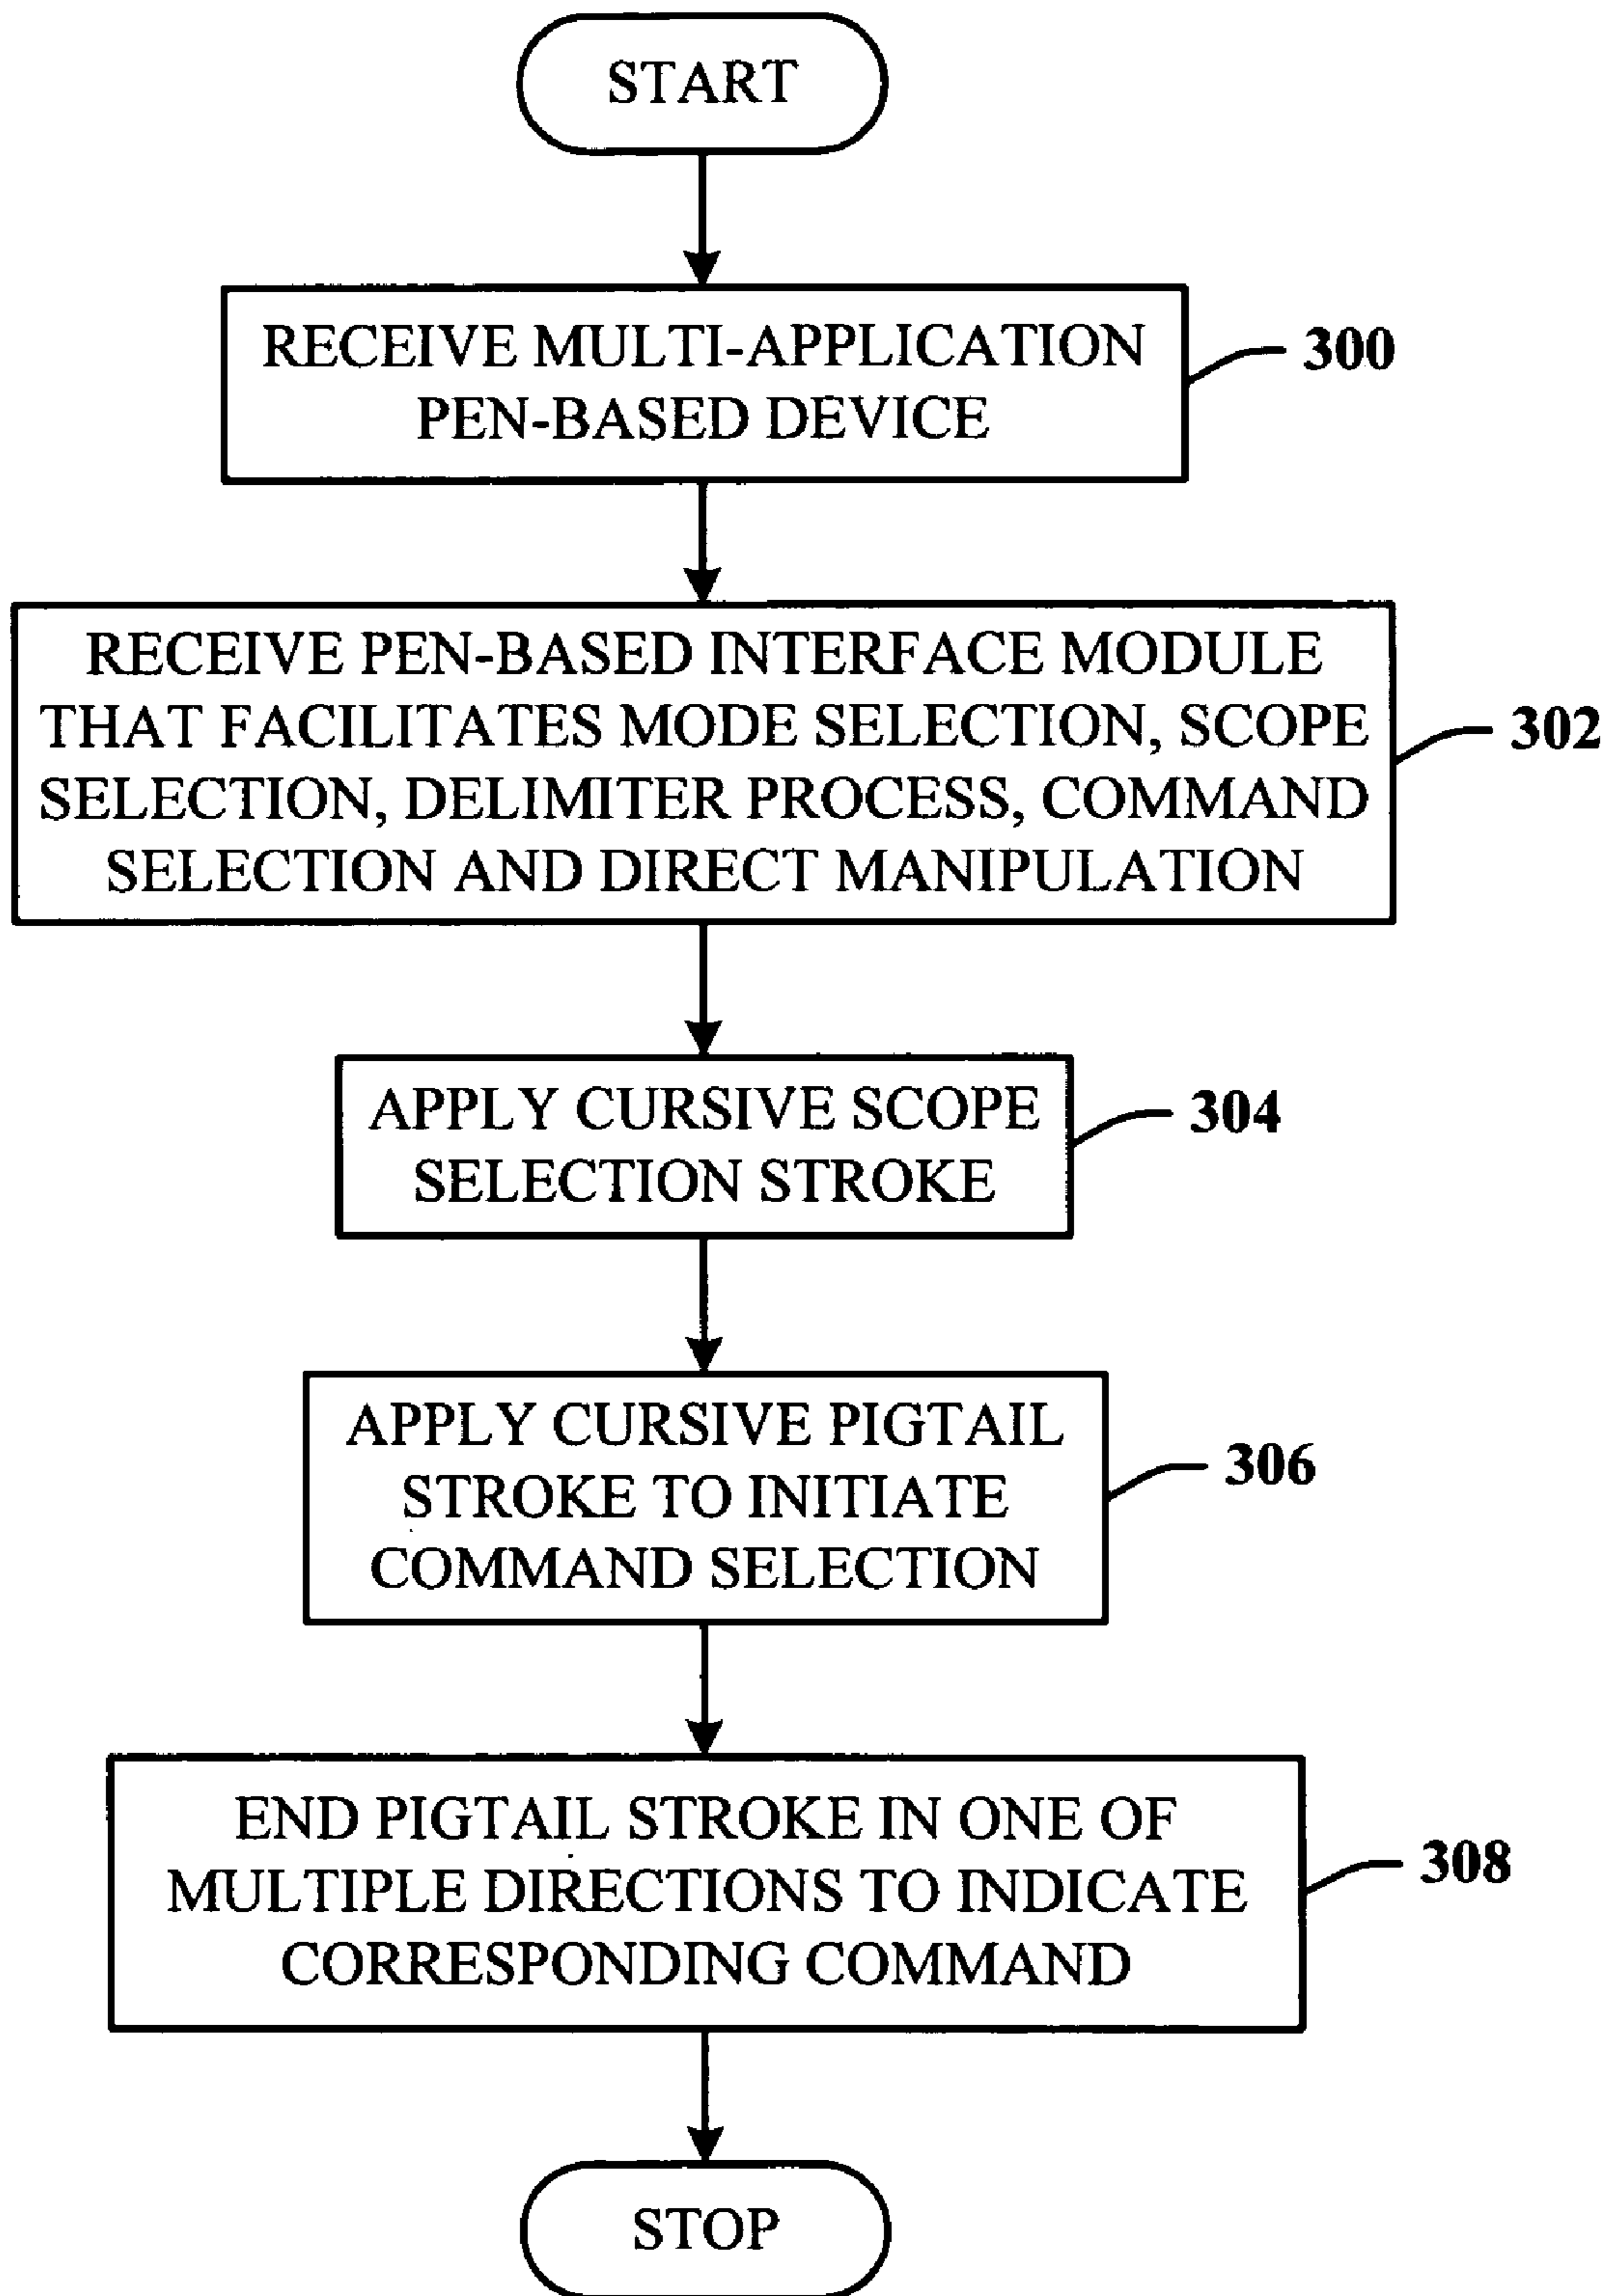 START
RECEIVE MULTI-APPLICATION
PEN-BASED DEVICE
300
RECEIVE PEN-BASED INTERFACE MODULE
THAT FACILITATES MODE SELECTION, SCOPE
SELECTION, DELIMITER PROCESS, COMMAND
SELECTION AND DIRECT MANIPULATION
302
APPLY CURSIVE SCOPE
SELECTION STROKE
304
APPLY CURSIVE PIGTAIL
STROKE TO INITIATE
COMMAND SELECTION
306
END PIGTAIL STROKE IN ONE OF
MULTIPLE DIRECTIONS TO INDICATE
CORRESPONDING COMMAND
308
STOP